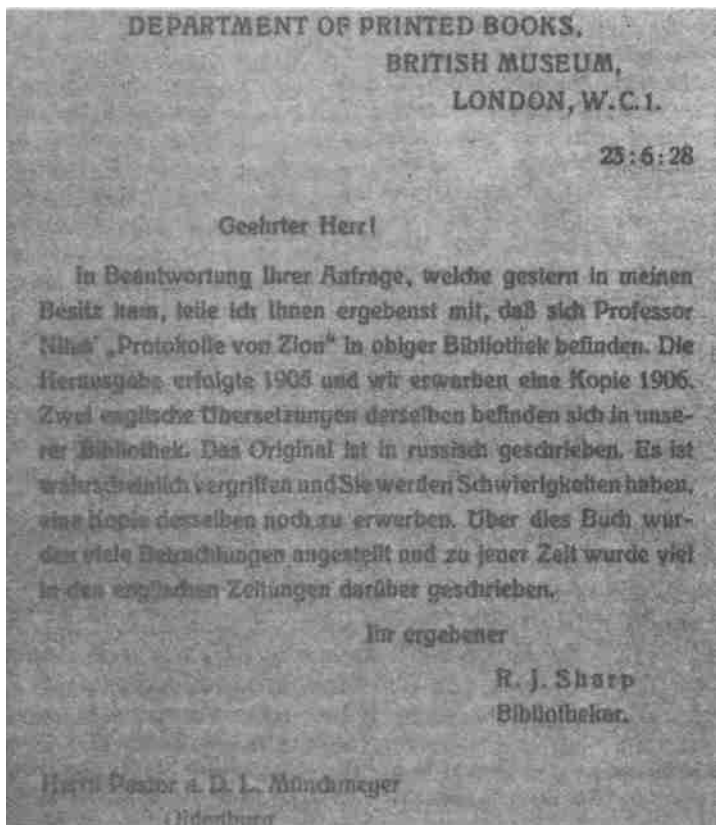 DEPARTMENT OF PRINTED BOOKS,
BRITISH MUSEUM,
LONDON, W.C.1.
25:6:28
Geehrter Herr!
In Beantwortung Ihrer Anfrage, welche gestern in meinen
Besitz kam, teile ich Ihnen ergebenst mit, daß sich Professor
Nilus' „Protokolle von Zion" in obiger Bibliothek befinden. Die
Herausgabe erfolgte 1905 und wir erwarben eine Kopie 1906.
Zwei englische Übersetzungen derselben befinden sich in unse-
rer Bibliothek. Das Original ist in russisch geschrieben. Es ist
wahrscheinlich vergriffen und Sie werden Schwierigkeiten haben,
eine Kopie desselben noch zu erwerben. Über dies Buch wur-
den viele Betrachtungen angestellt und zu jener Zeit wurde viel
in den englischen Zeitungen darüber geschrieben.
Ihr ergebener
R. J. Sharp
Bibliothekar.
Herrn Pastor a. D. L. Münchmeyer
Oldenburg